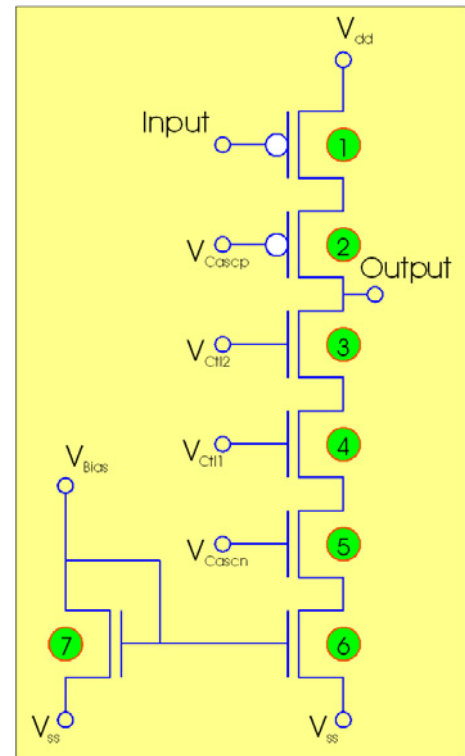 Vdd
Input
1
VCascp
2
Output
VCtl2
3
VCtl1
4
VBias
VCascn
5
7
6
Vss
Vss